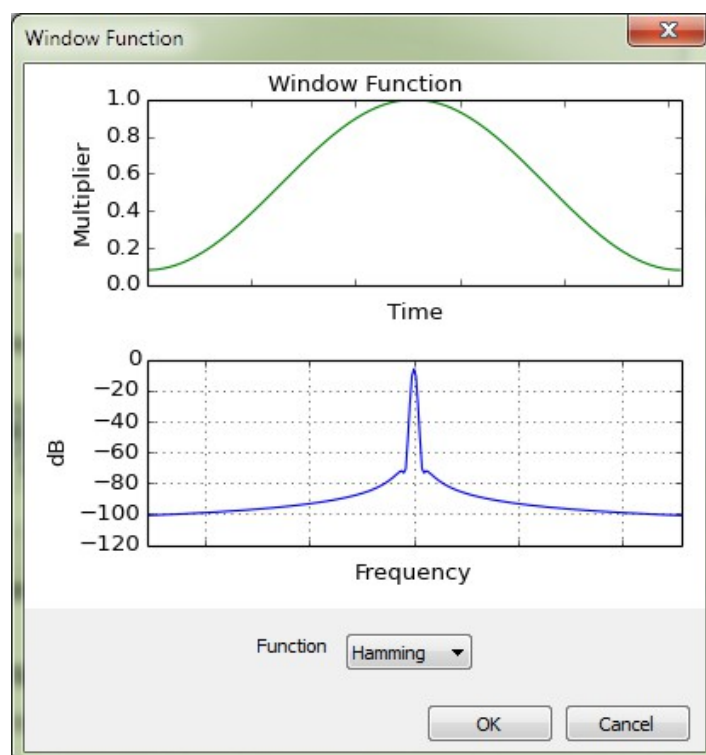 Window Function
Window Function
1.0
0.8
0.6
0.4
0.2
0.0
Multiplier
Time
0
−20
−40
−60
−80
−100
−120
dB
Frequency
Function
Hamming
OK
Cancel